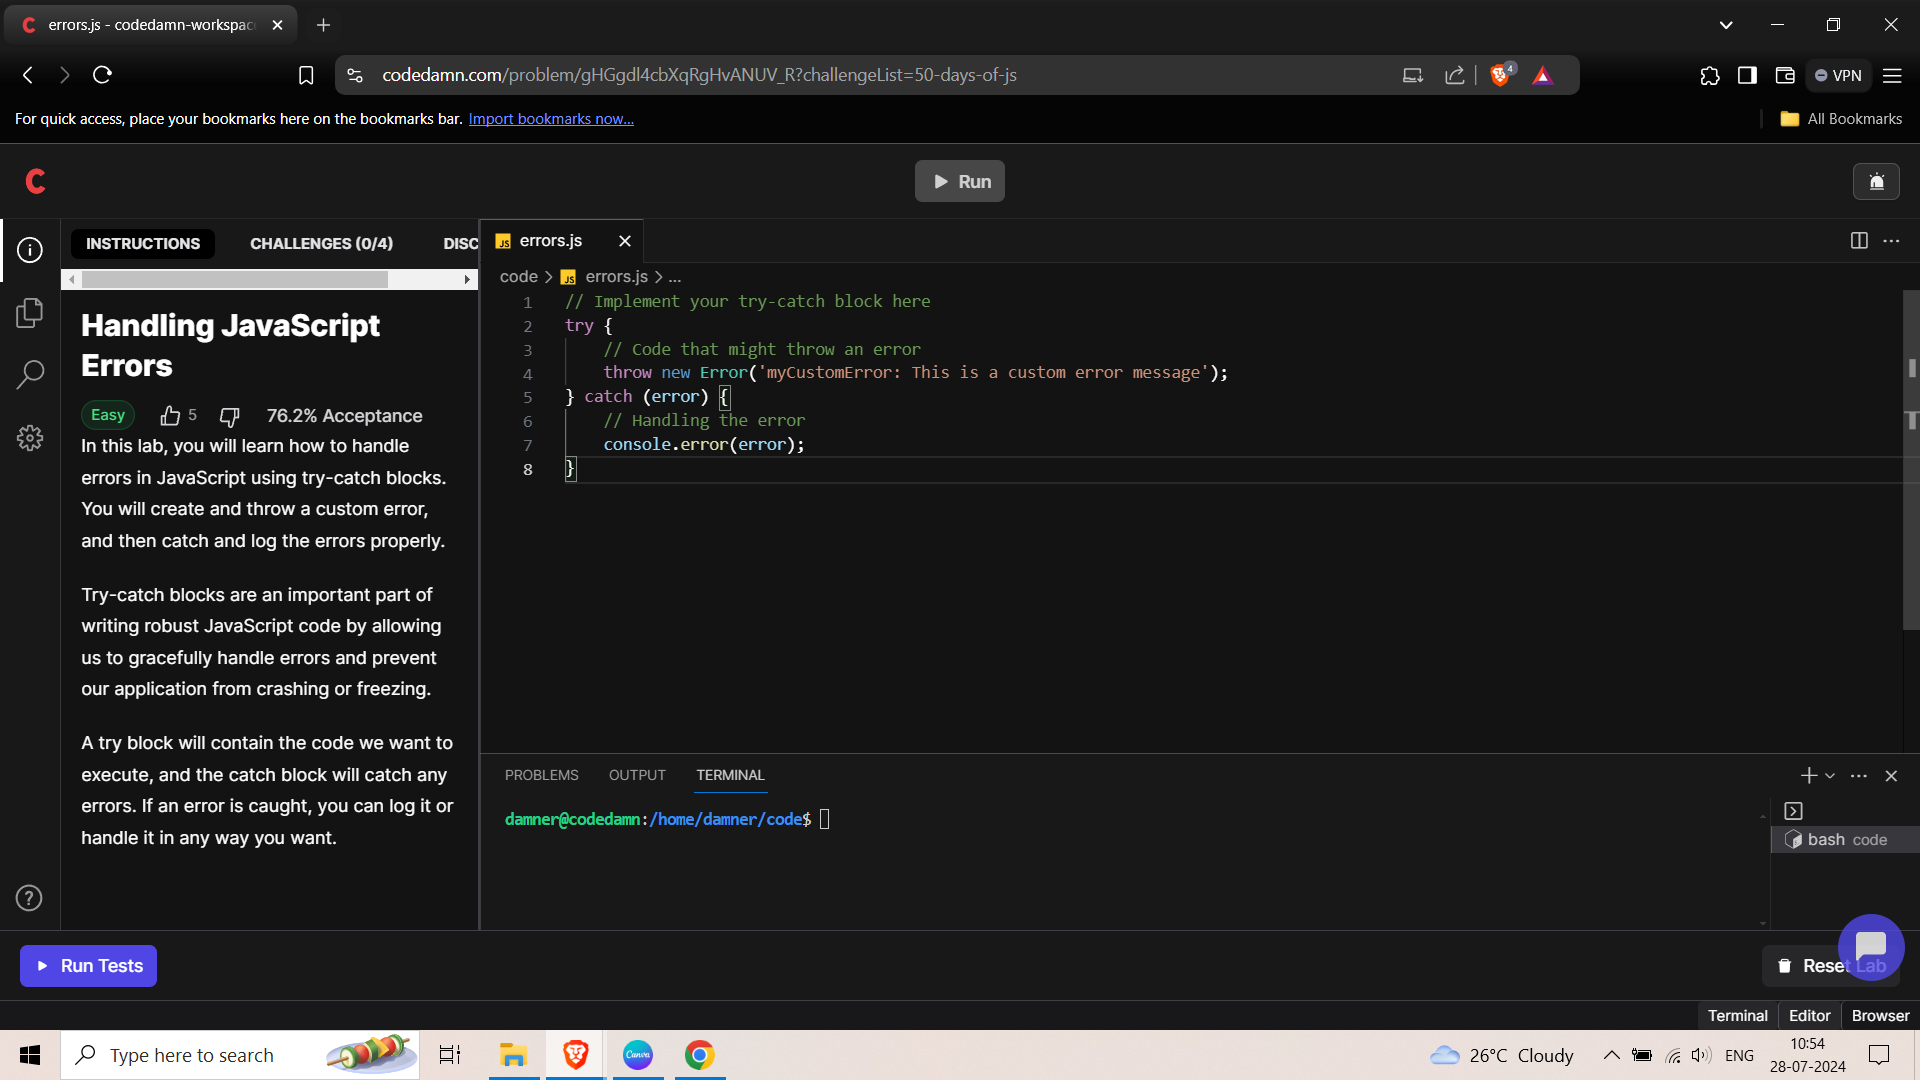 errors.js - codedamn-workspac
codedamn.com/problem/gHGgdl4cbXqRgHvANUV_R?challengeList=50-days-of-js
4
VPN
For quick access, place your bookmarks here on the bookmarks bar. Import bookmarks now...
All Bookmarks
C
Run
INSTRUCTIONS
CHALLENGES (0/4)
DISC
Handling JavaScript
Errors
Easy
5
76.2% Acceptance
In this lab, you will learn how to handle
errors in JavaScript using try-catch blocks.
You will create and throw a custom error,
and then catch and log the errors properly.
Try-catch blocks are an important part of
writing robust JavaScript code by allowing
us to gracefully handle errors and prevent
our application from crashing or freezing.
A try block will contain the code we want to
execute, and the catch block will catch any
errors. If an error is caught, you can log it or
handle it in any way you want.
JS errors.js
code > JS errors.js > ...
1 // Implement your try-catch block here
2 try {
3 // Code that might throw an error
4 throw new Error('myCustomError: This is a custom error message');
5 } catch (error) {
6 // Handling the error
7 console.error(error);
8 }
PROBLEMS
OUTPUT
TERMINAL
damner@codedamn:/home/damner/code$
bash code
Run Tests
Reset Lab
Terminal
Editor
Browser
Type here to search
Canva
26°C Cloudy
ENG
10:54
28-07-2024